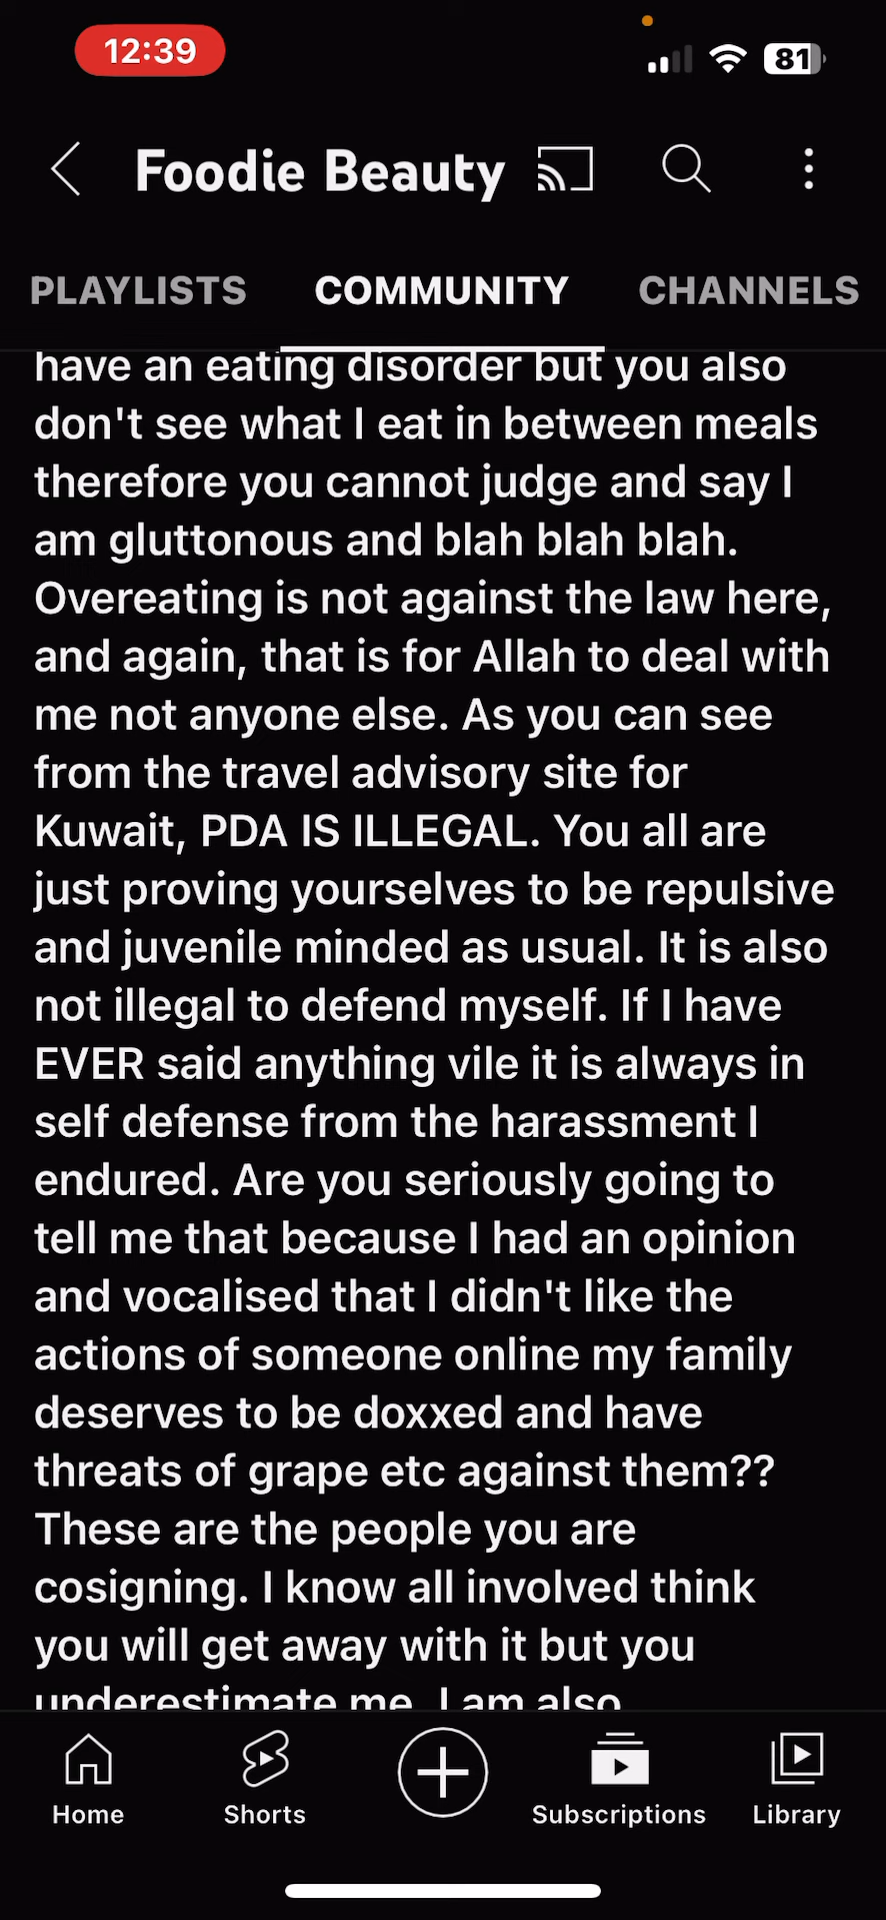 12:39
81
Foodie Beauty
PLAYLISTS COMMUNITY CHANNELS
have an eating disorder but you also
don't see what I eat in between meals
therefore you cannot judge and say I
am gluttonous and blah blah blah.
Overeating is not against the law here,
and again, that is for Allah to deal with
me not anyone else. As you can see
from the travel advisory site for
Kuwait, PDA IS ILLEGAL. You all are
just proving yourselves to be repulsive
and juvenile minded as usual. It is also
not illegal to defend myself. If I have
EVER said anything vile it is always in
self defense from the harassment I
endured. Are you seriously going to
tell me that because I had an opinion
and vocalised that I didn't like the
actions of someone online my family
deserves to be doxxed and have
threats of grape etc against them??
These are the people you are
cosigning. I know all involved think
you will get away with it but you
underestimate me. I am also
Home Shorts Subscriptions Library